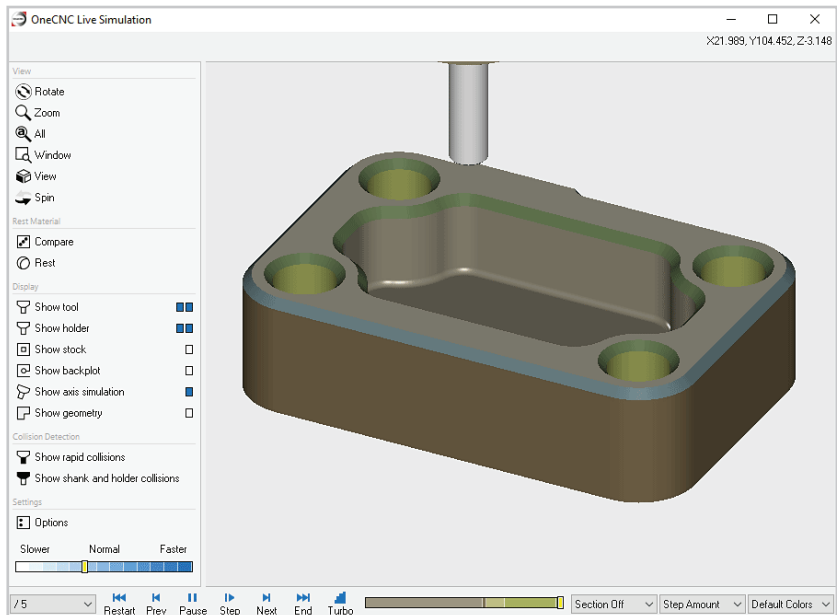 OneCNC Live Simulation
X21.989, Y104.452, Z-3.148
View
Rotate
Zoom
All
Window
View
Spin
Rest Material
Compare
Rest
Display
Show tool
Show holder
Show stock
Show backplot
Show axis simulation
Show geometry
Collision Detection
Show rapid collisions
Show shank and holder collisions
Settings
Options
Slower Normal Faster
/ 5 Restart Prev Pause Step Next End Turbo Section Off Step Amount Default Colors